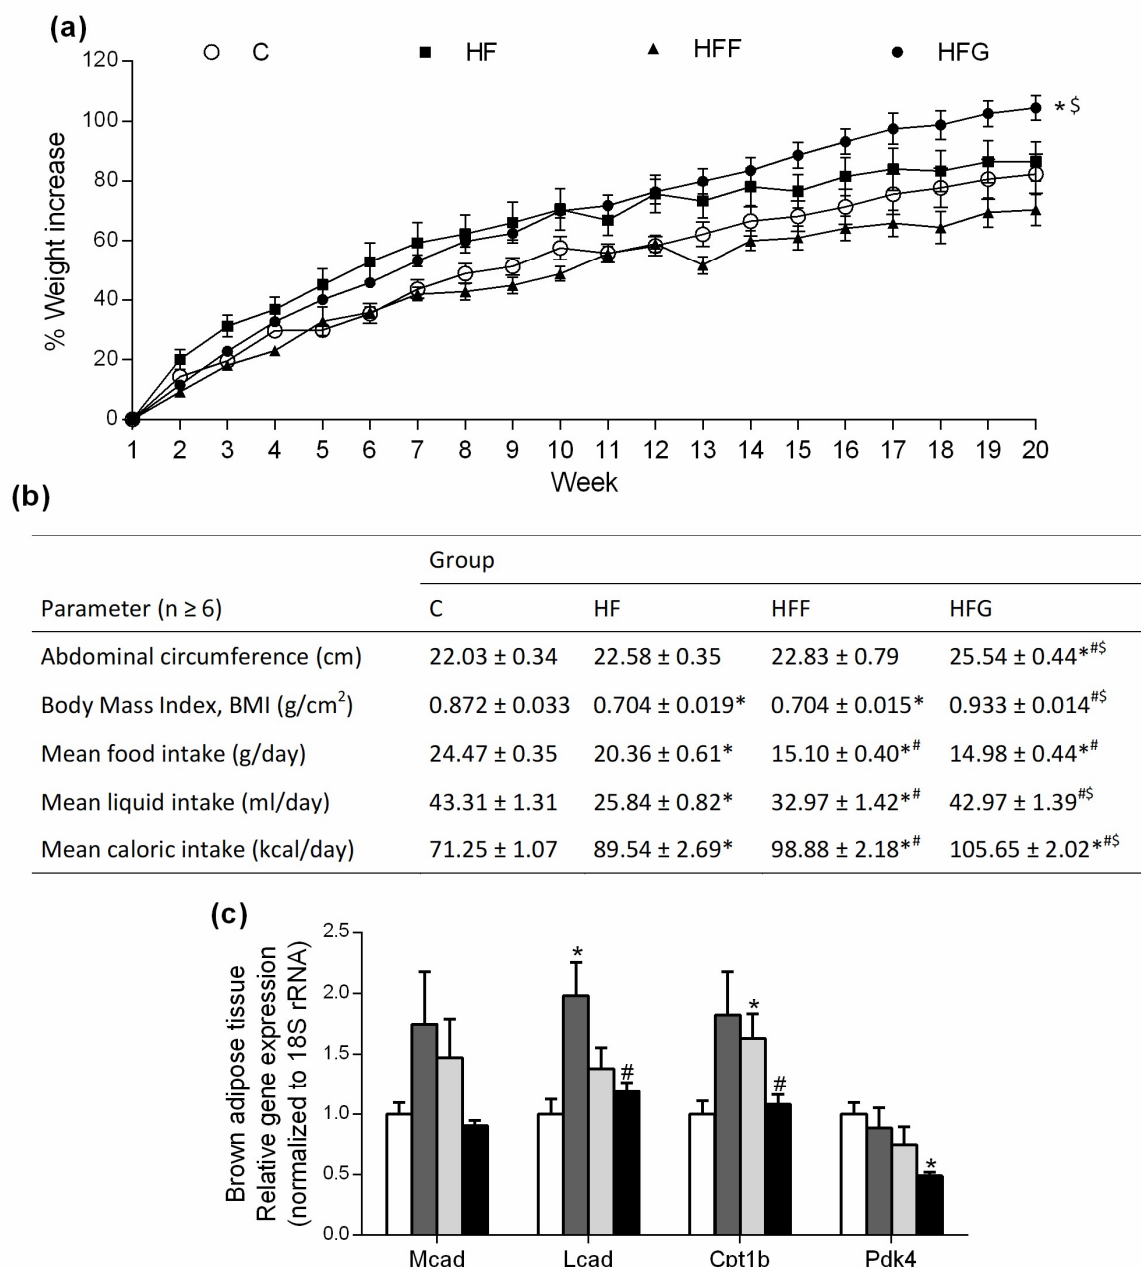 (a)
C HF HFF HFG
120
100
80
60
40
20
0
* $
% Weight increase
1 2 3 4 5 6 7 8 9 10 11 12 13 14 15 16 17 18 19 20
Week
(b)
Group
Parameter (n ≥ 6) C HF HFF HFG
Abdominal circumference (cm) 22.03 ± 0.34 22.58 ± 0.35 22.83 ± 0.79 25.54 ± 0.44*#$
Body Mass Index, BMI (g/cm²) 0.872 ± 0.033 0.704 ± 0.019* 0.704 ± 0.015* 0.933 ± 0.014#$
Mean food intake (g/day) 24.47 ± 0.35 20.36 ± 0.61* 15.10 ± 0.40*# 14.98 ± 0.44*#
Mean liquid intake (ml/day) 43.31 ± 1.31 25.84 ± 0.82* 32.97 ± 1.42*# 42.97 ± 1.39#$
Mean caloric intake (kcal/day) 71.25 ± 1.07 89.54 ± 2.69* 98.88 ± 2.18*# 105.65 ± 2.02*#$
(c)
Brown adipose tissue
Relative gene expression
(normalized to 18S rRNA)
2.5
2.0
1.5
1.0
0.5
0.0
* # * # *
Mcad Lcad Cpt1b Pdk4